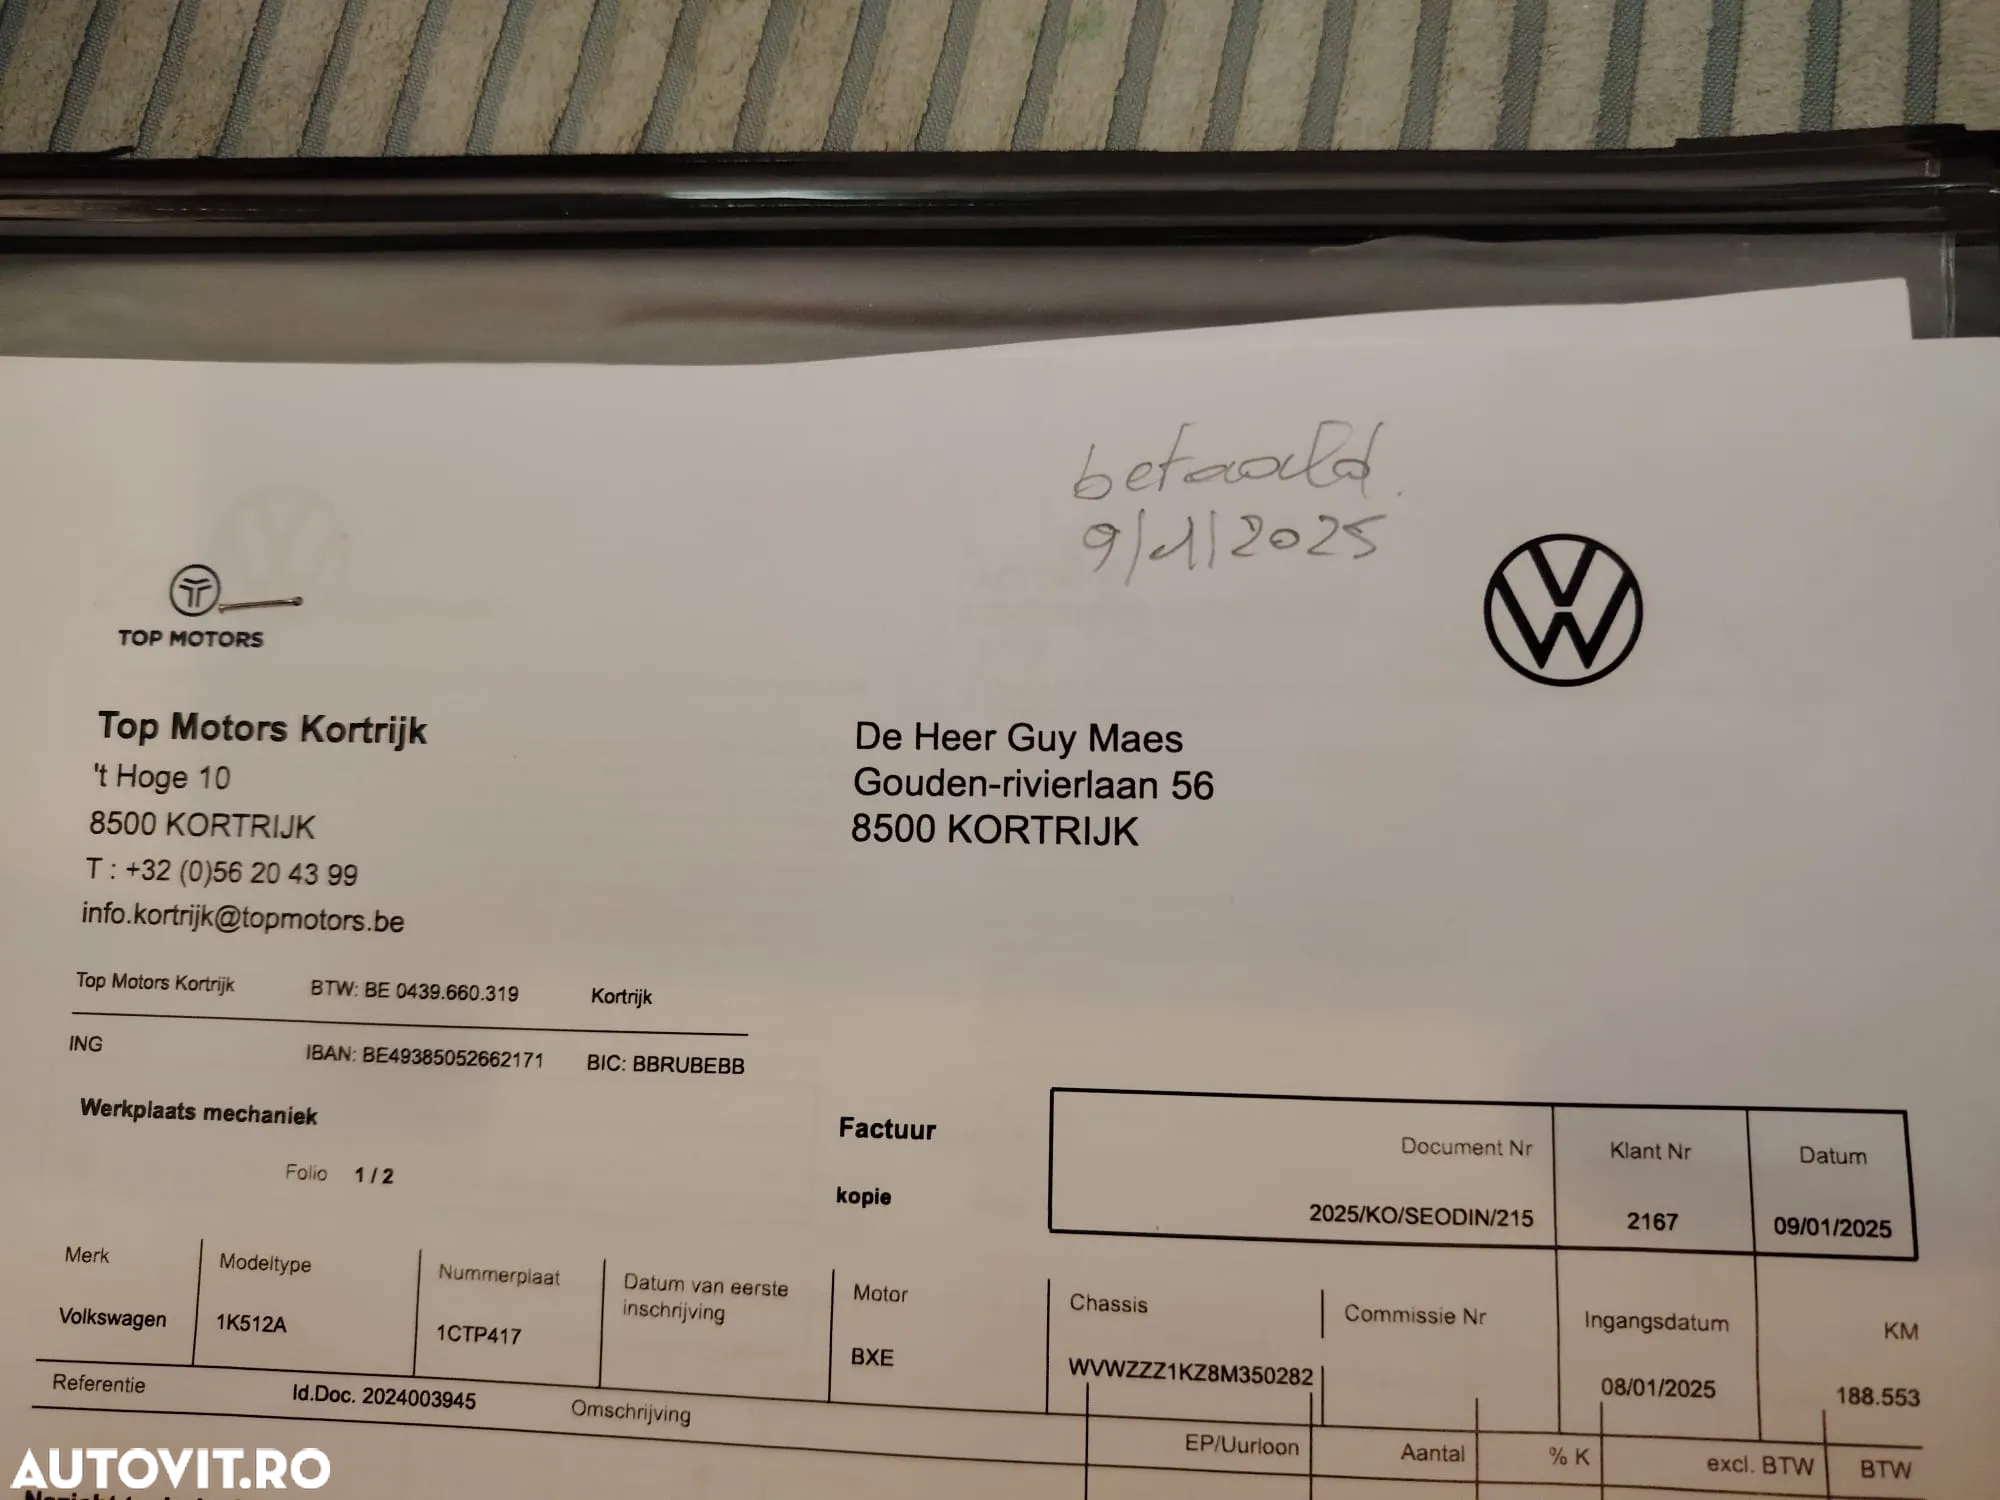 betaald.
9/1/2025
TOP MOTORS
Top Motors Kortrijk
't Hoge 10
8500 KORTRIJK
T : +32 (0)56 20 43 99
info.kortrijk@topmotors.be
De Heer Guy Maes
Gouden-rivierlaan 56
8500 KORTRIJK
Top Motors Kortrijk BTW: BE 0439.660.319 Kortrijk
ING IBAN: BE49385052662171 BIC: BBRUBEBB
Werkplaats mechaniek
Folio 1 / 2
Factuur
kopie
Document Nr Klant Nr Datum
2025/KO/SEODIN/215 2167 09/01/2025
Merk Modeltype Nummerplaat Datum van eerste inschrijving Motor Chassis Commissie Nr Ingangsdatum KM
Volkswagen 1K512A 1CTP417 BXE WVWZZZ1KZ8M350282 08/01/2025 188.553
Referentie Id.Doc. 2024003945 Omschrijving EP/Uurloon Aantal % K excl. BTW BTW
AUTOVIT.RO